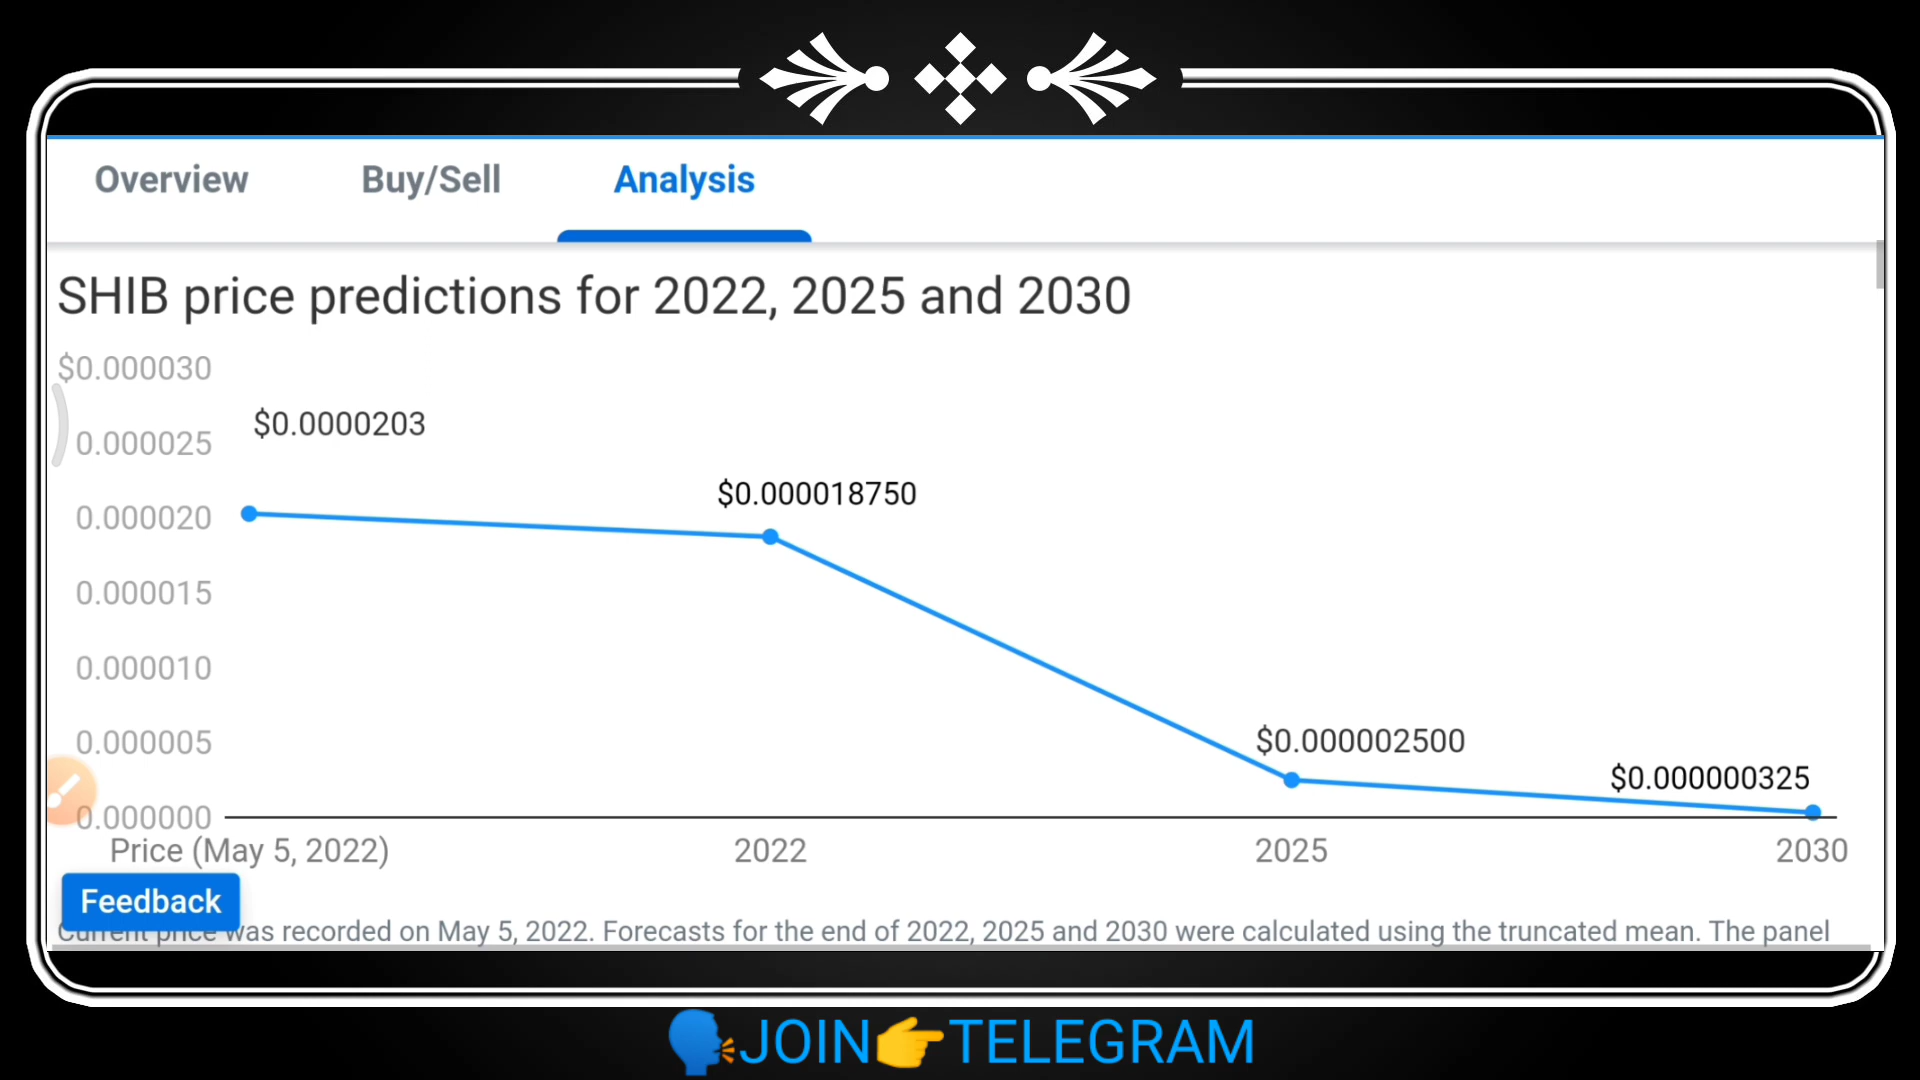 Overview Buy/Sell Analysis
SHIB price predictions for 2022, 2025 and 2030
$0.000030
$0.0000203
0.000025
$0.000018750
0.000020
0.000015
0.000010
$0.000002500
0.000005
$0.000000325
0.000000
Price (May 5, 2022) 2022 2025 2030
Feedback
Current price was recorded on May 5, 2022. Forecasts for the end of 2022, 2025 and 2030 were calculated using the truncated mean. The panel
🗣JOIN👉TELEGRAM